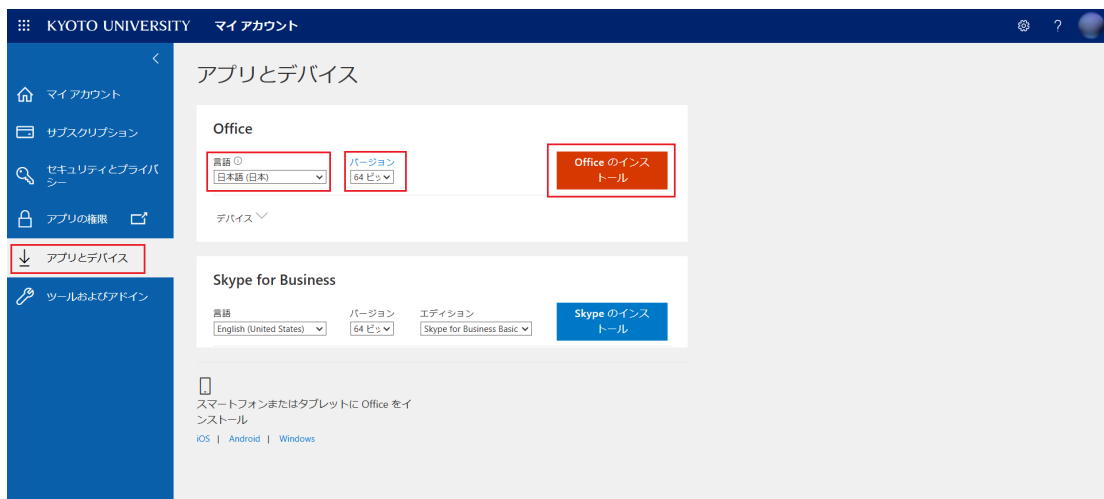 KYOTO UNIVERSITY マイ アカウント ?
マイ アカウント
サブスクリプション
セキュリティとプライバ
シー
アプリの権限
アプリとデバイス
ツールおよびアドイン
アプリとデバイス
Office
言語 バージョン
日本語 (日本) 64 ビッ
Office のインス
トール
デバイス
Skype for Business
言語 バージョン エディション
English (United States) 64 ビッ Skype for Business Basic
Skype のインス
トール
スマートフォンまたはタブレットに Office をイ
ンストール
iOS | Android | Windows